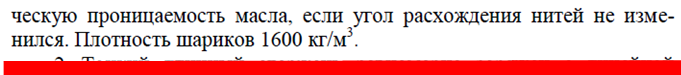 ческую проницаемость масла, если угол расхождения нитей не изме-
нился. Плотность шариков 1600 кг/м³.